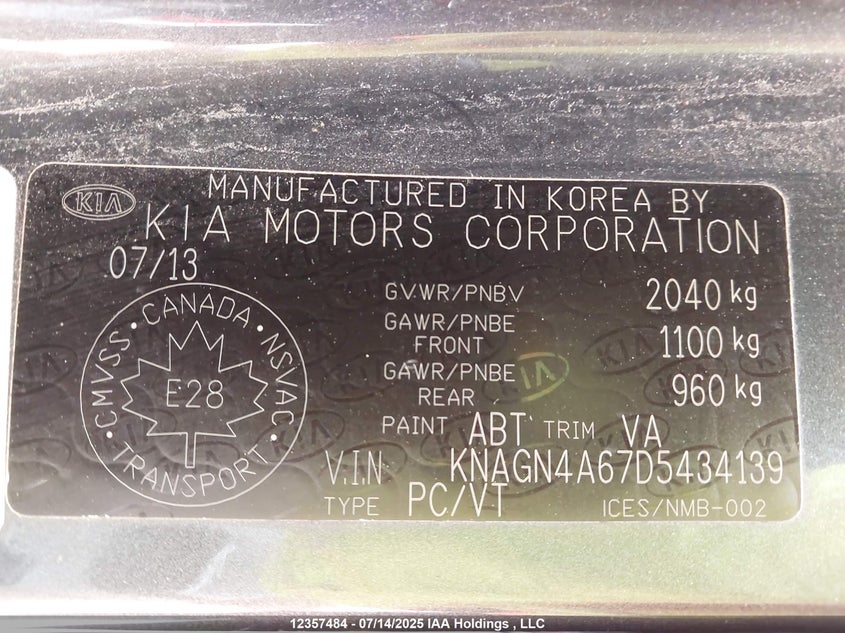 KIA
MANUFACTURED IN KOREA BY
KIA MOTORS CORPORATION
07/13
GVWR/PNBV 2040 kg
GAWR/PNBE FRONT 1100 kg
GAWR/PNBE REAR 960 kg
CMVSS · CANADA · NSVAC · TRANSPORT ·
E28
PAINT ABT TRIM VA
V.I.N KNAGN4A67D5434139
TYPE PC/VT ICES/NMB-002
12357484 - 07/14/2025 IAA Holdings , LLC